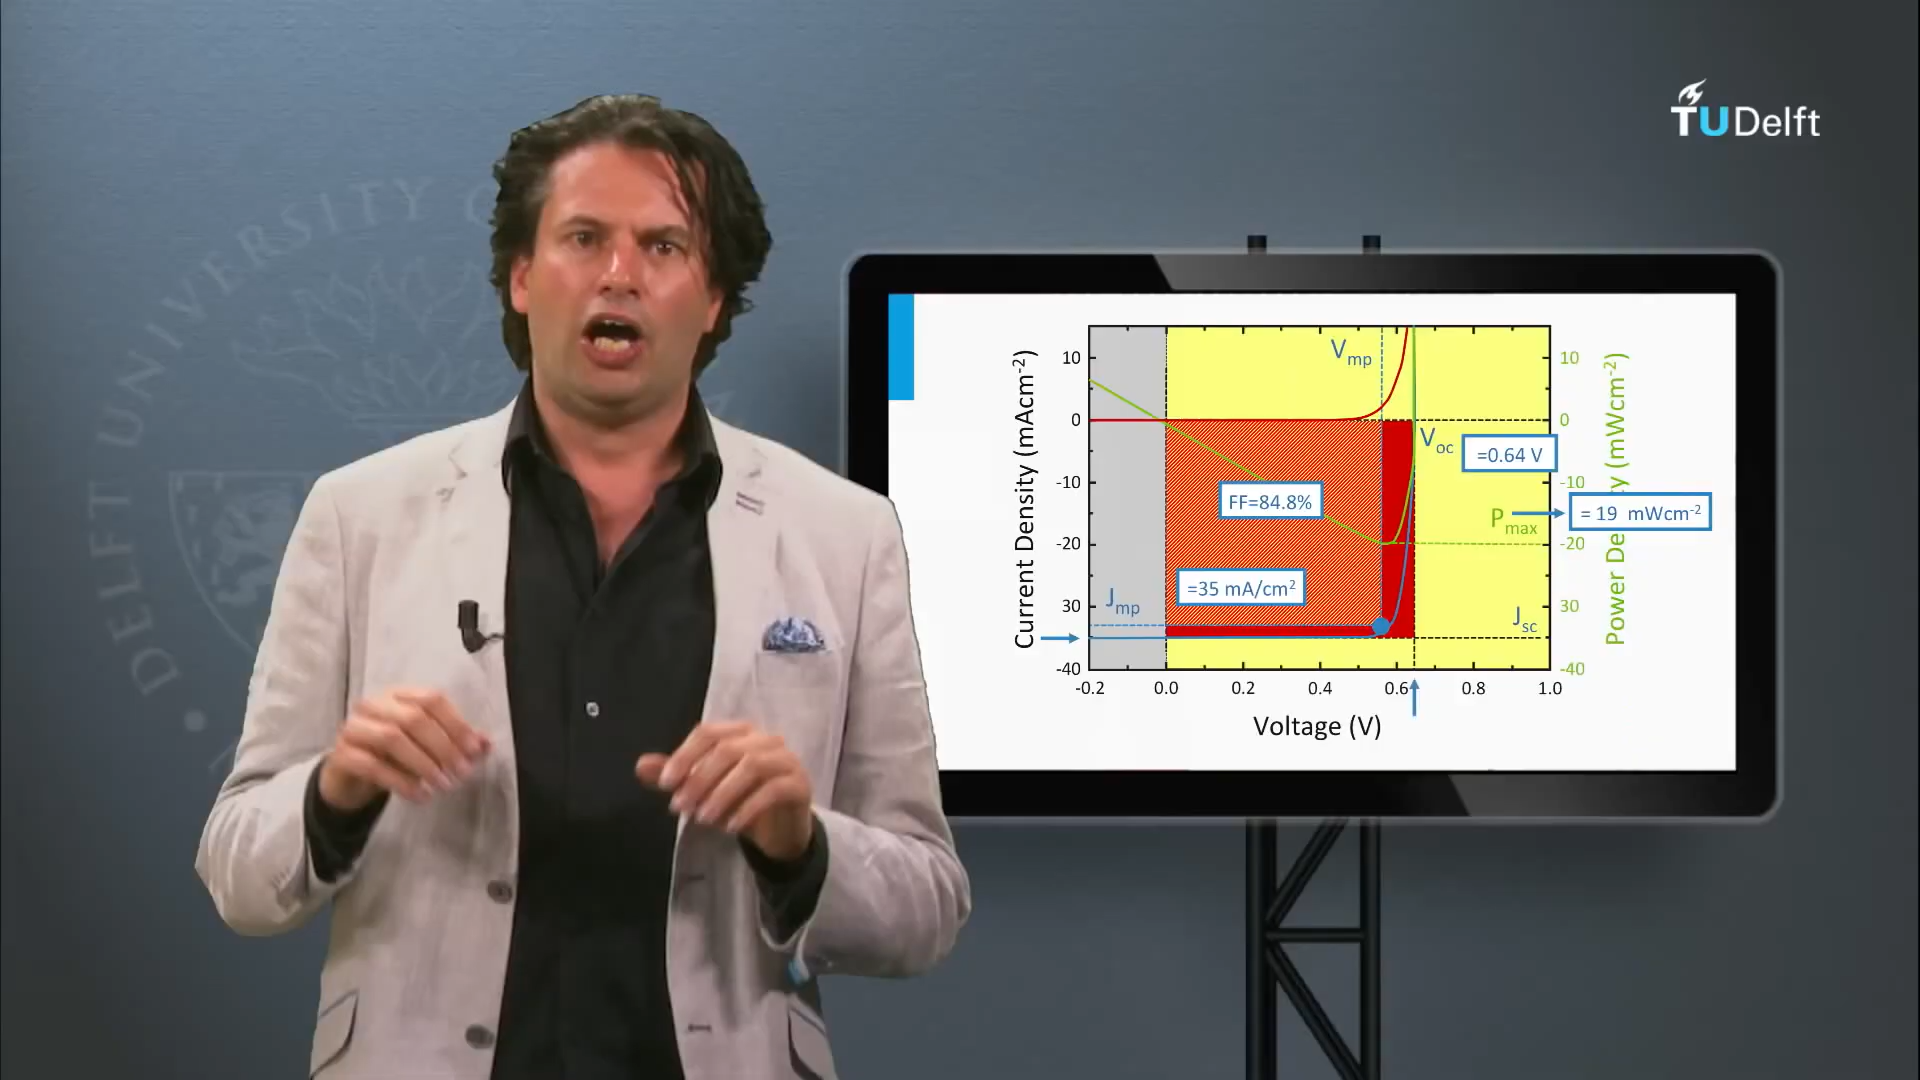 TUDelft
DELFT UNIVERSITY
10
0
-10
-20
30
-40
-0.2
0.0
0.2
0.4
0.6
0.8
1.0
Voltage (V)
Current Density (mAcm-2)
10
0
-10
-20
30
-40
Vmp
Voc
=0.64 V
FF=84.8%
Pmax
= 19 mWcm-2
=35 mA/cm2
Jmp
Jsc